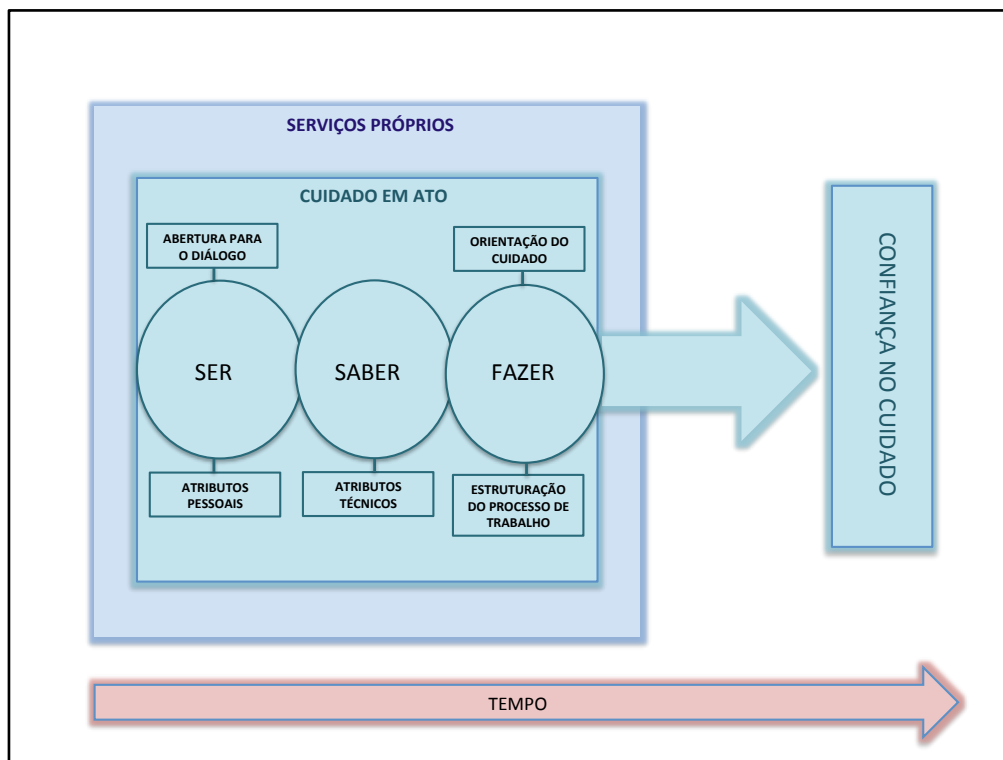 SERVIÇOS PRÓPRIOS
CUIDADO EM ATO
ABERTURA PARA
O DIÁLOGO
ORIENTAÇÃO DO
CUIDADO
SER
SABER
FAZER
ATRIBUTOS
PESSOAIS
ATRIBUTOS
TÉCNICOS
ESTRUTURAÇÃO
DO PROCESSO DE
TRABALHO
CONFIANÇA NO CUIDADO
TEMPO